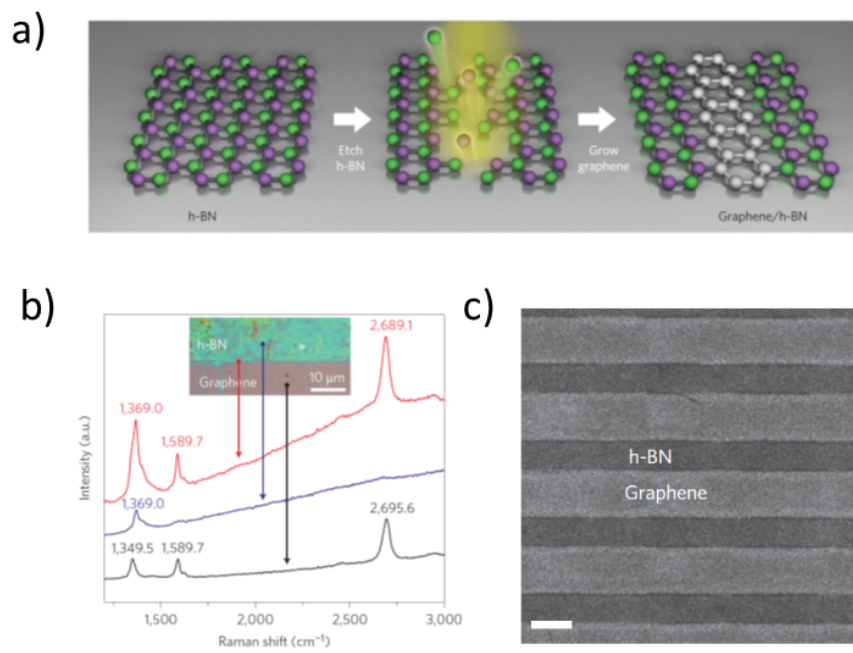 a)
Etch
h-BN
Grow
graphene
h-BN
Graphene/h-BN
b)
h-BN
Graphene
10 µm
2,689.1
1,369.0
1,589.7
1,369.0
1,349.5
1,589.7
2,695.6
Intensity (a.u.)
1,500
2,000
2,500
3,000
Raman shift (cm⁻¹)
c)
h-BN
Graphene